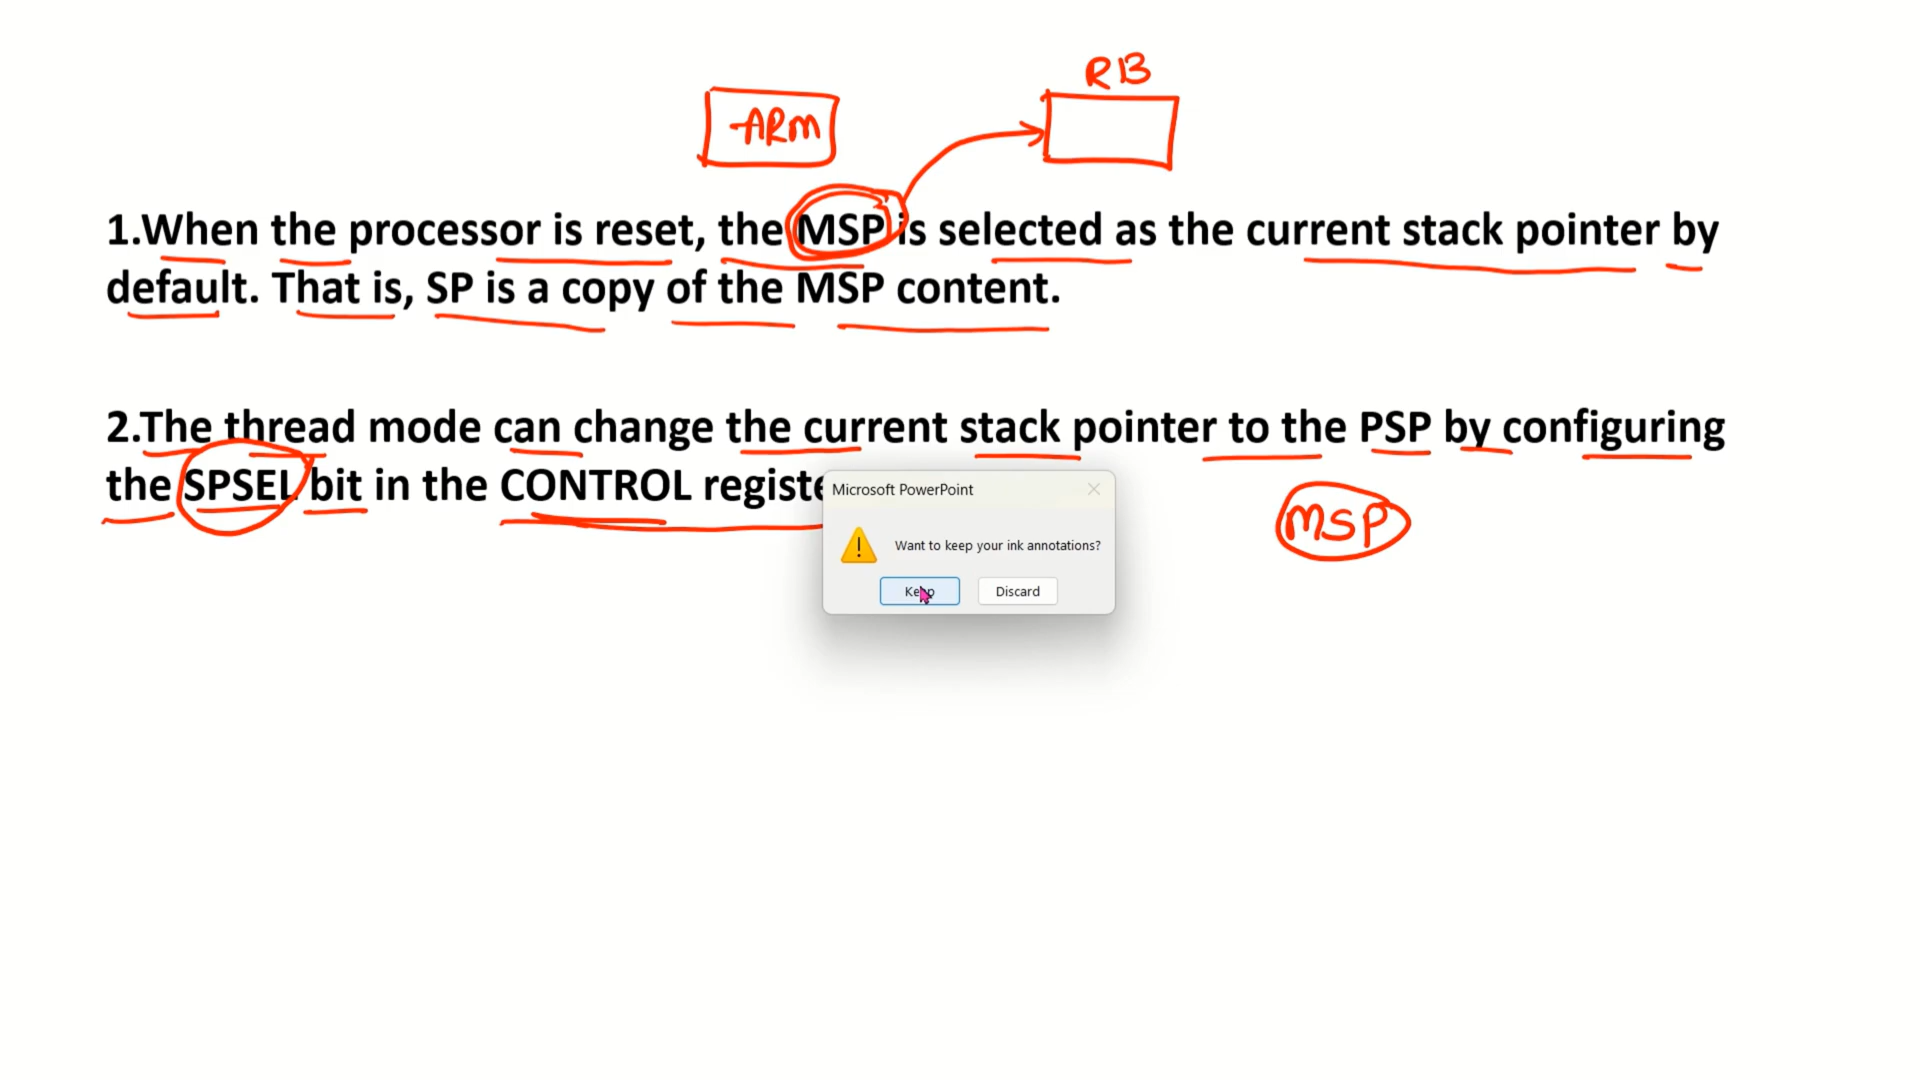 R13
ARM
1.When the processor is reset, the MSP is selected as the current stack pointer by
default. That is, SP is a copy of the MSP content.
2.The thread mode can change the current stack pointer to the PSP by configuring
the SPSEL bit in the CONTROL registe
MSP
Microsoft PowerPoint
Want to keep your ink annotations?
Keep Discard